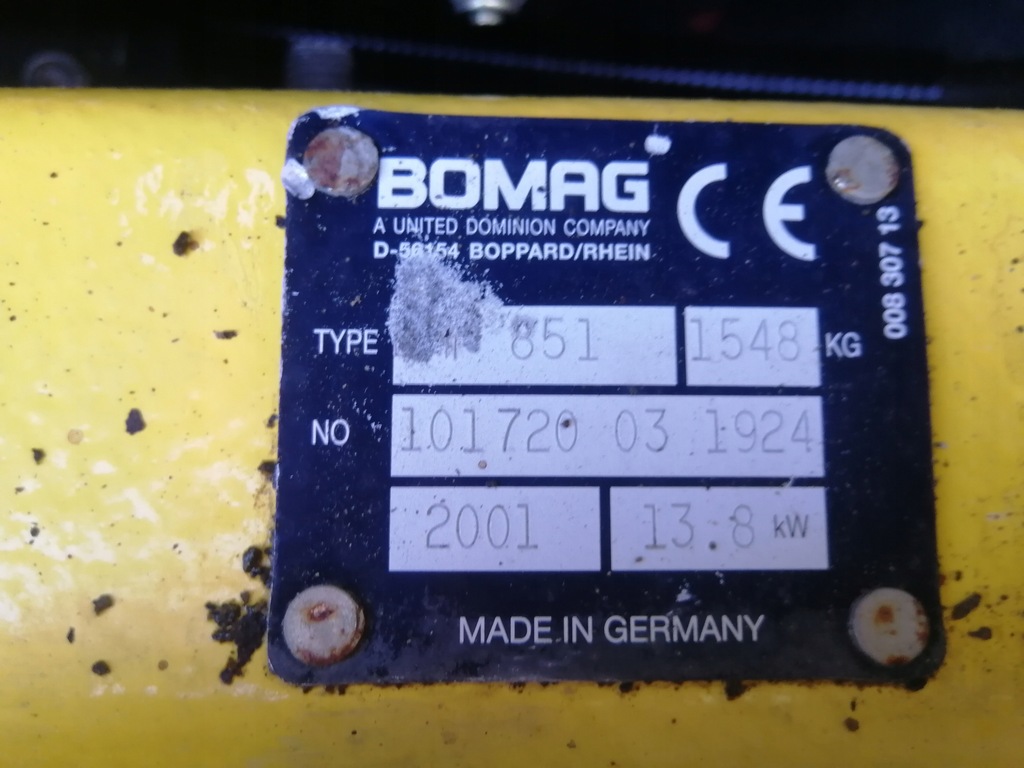 BOMAG CE
A UNITED DOMINION COMPANY
D-56154 BOPPARD/RHEIN
008 307 13
TYPE 851 1548 KG
NO 101720 03 1924
2001 13.8 kW
MADE IN GERMANY